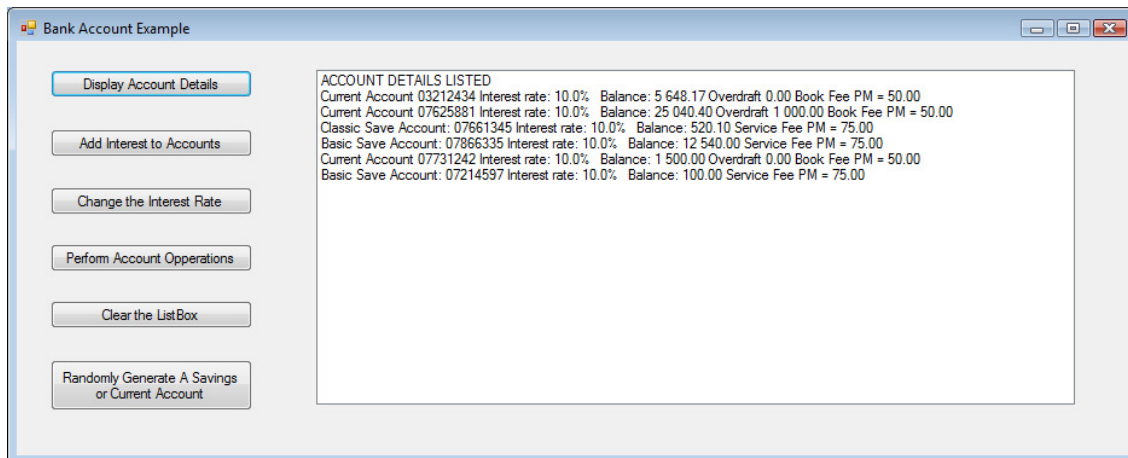 Bank Account Example
Display Account Details
Add Interest to Accounts
Change the Interest Rate
Perform Account Opperations
Clear the ListBox
Randomly Generate A Savings
or Current Account
ACCOUNT DETAILS LISTED
Current Account 03212434 Interest rate: 10.0% Balance: 5 648.17 Overdraft 0.00 Book Fee PM = 50.00
Current Account 07625881 Interest rate: 10.0% Balance: 25 040.40 Overdraft 1 000.00 Book Fee PM = 50.00
Classic Save Account: 07661345 Interest rate: 10.0% Balance: 520.10 Service Fee PM = 75.00
Basic Save Account: 07866335 Interest rate: 10.0% Balance: 12 540.00 Service Fee PM = 75.00
Current Account 07731242 Interest rate: 10.0% Balance: 1 500.00 Overdraft 0.00 Book Fee PM = 50.00
Basic Save Account: 07214597 Interest rate: 10.0% Balance: 100.00 Service Fee PM = 75.00